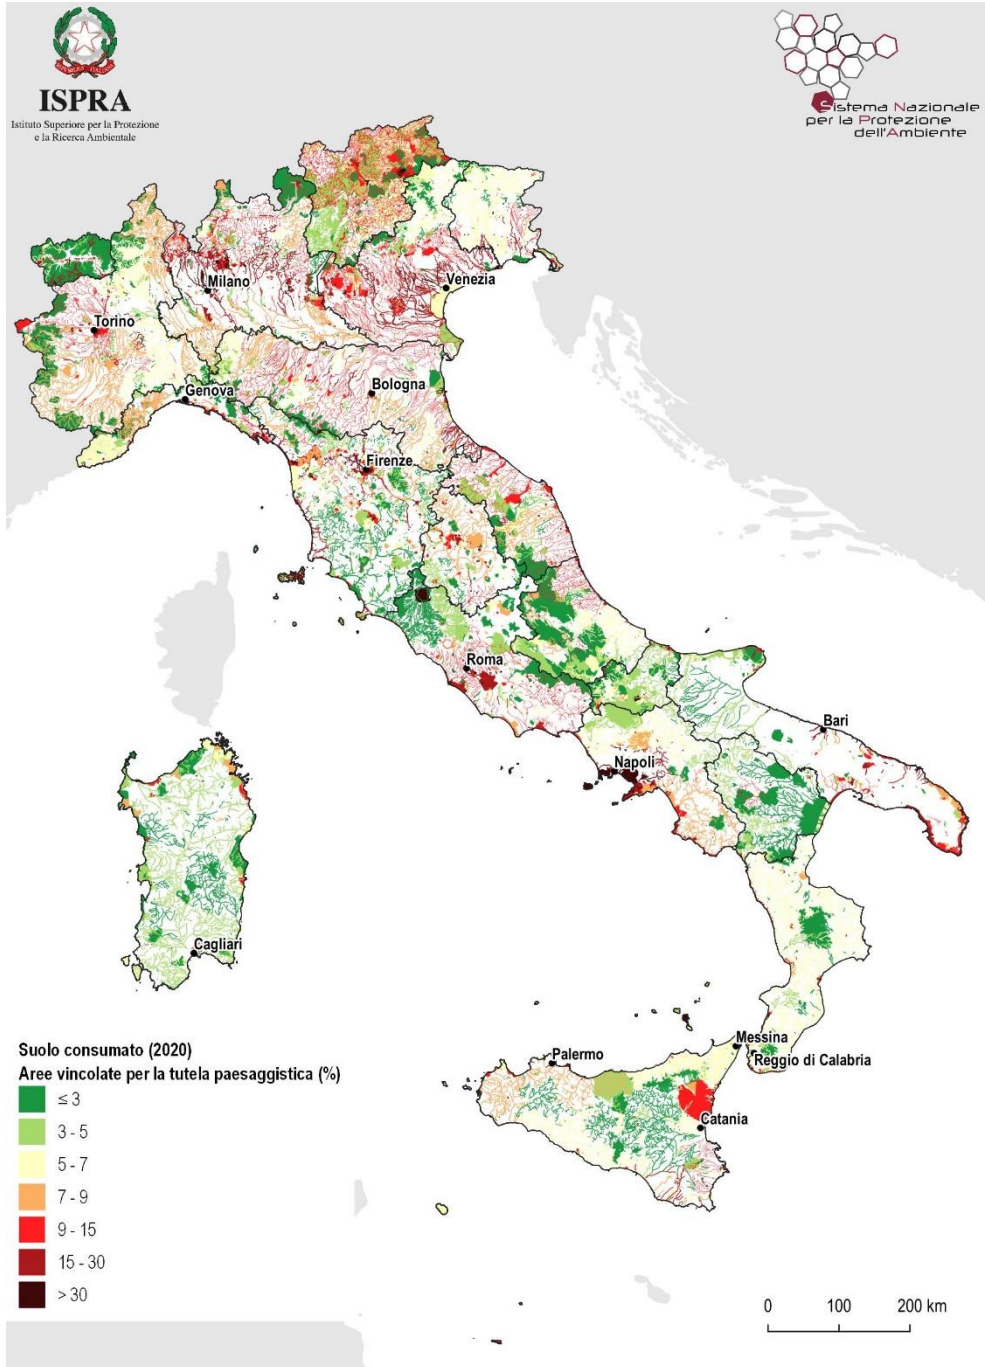 ISPRA
Istituto Superiore per la Protezione
e la Ricerca Ambientale
Sistema Nazionale
per la Protezione
dell'Ambiente
Milano
Venezia
Torino
Genova
Bologna
Firenze
Roma
Bari
Napoli
Cagliari
Messina
Palermo
Reggio di Calabria
Catania
Suolo consumato (2020)
Aree vincolate per la tutela paesaggistica (%)
≤ 3
3 - 5
5 - 7
7 - 9
9 - 15
15 - 30
> 30
0 100 200 km